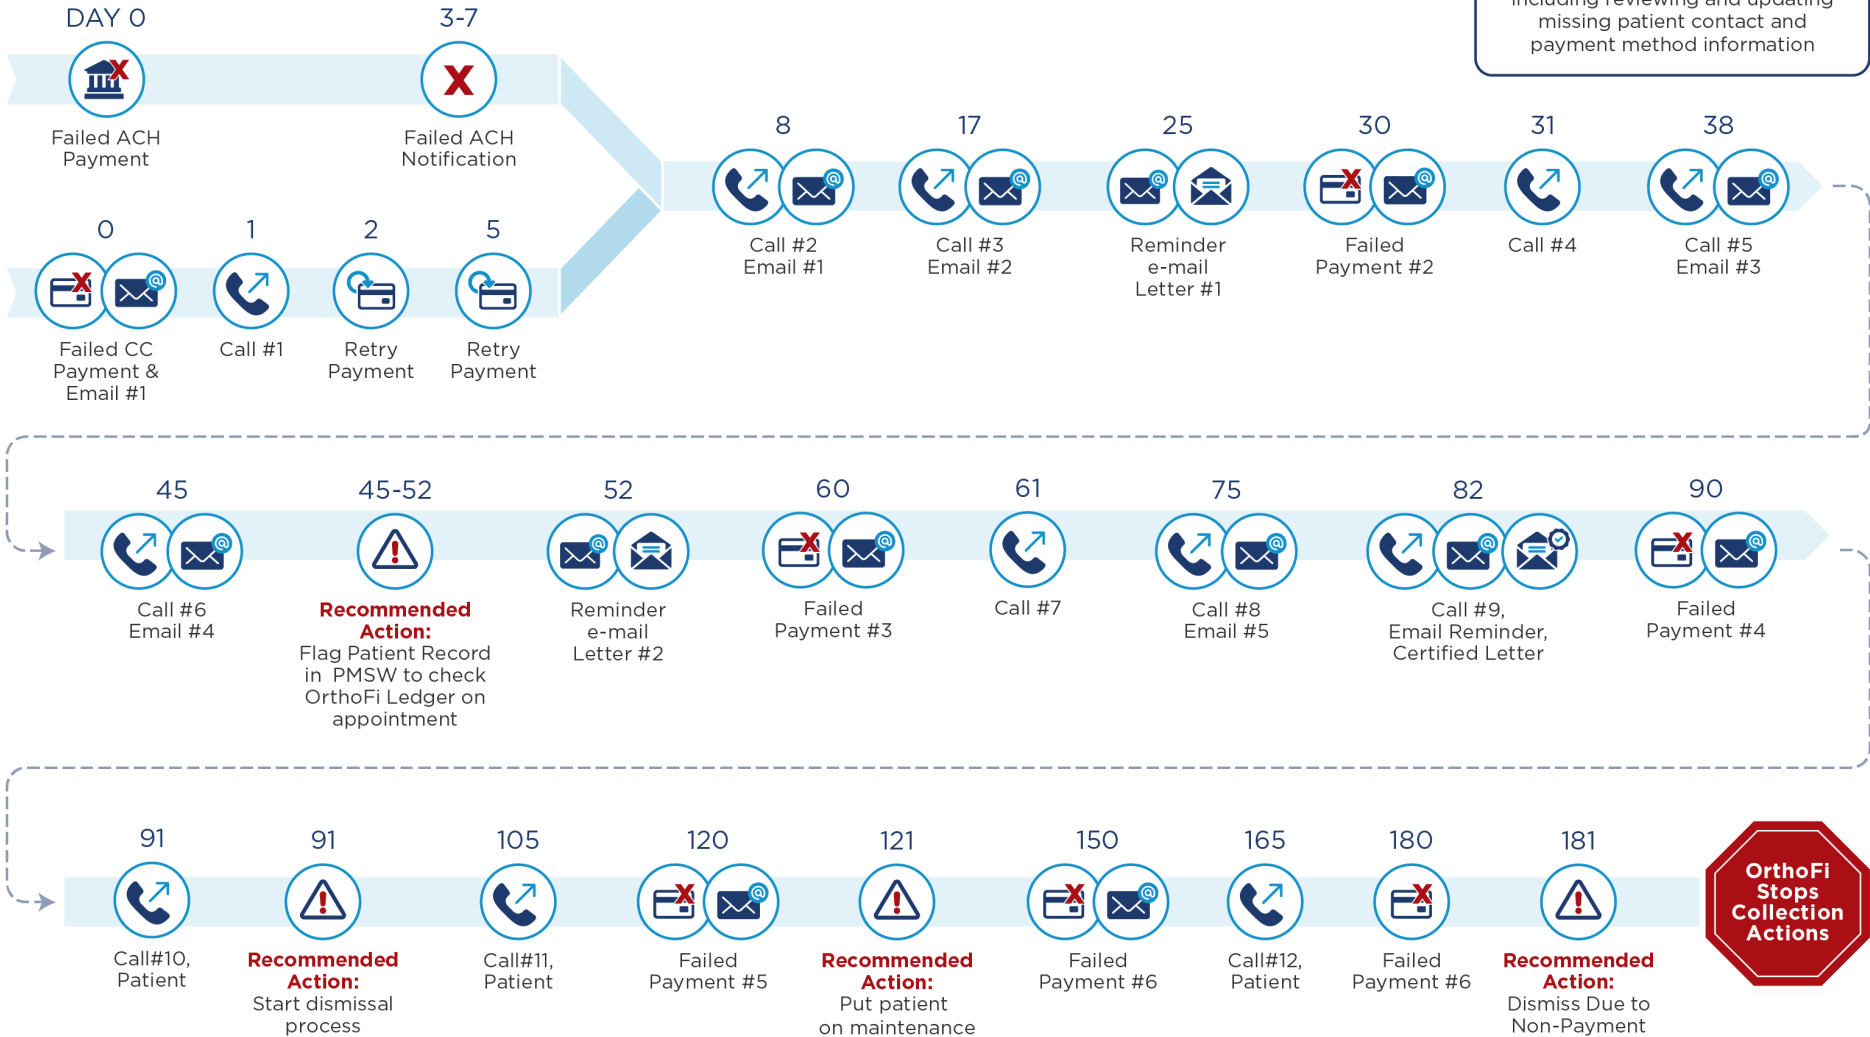 including reviewing and updating
missing patient contact and
payment method information
DAY 0
3-7
Failed ACH
Payment
Failed ACH
Notification
0
1
2
5
Failed CC
Payment &
Email #1
Call #1
Retry
Payment
Retry
Payment
8
17
25
30
31
38
Call #2
Email #1
Call #3
Email #2
Reminder
e-mail
Letter #1
Failed
Payment #2
Call #4
Call #5
Email #3
45
45-52
52
60
61
75
82
90
Call #6
Email #4
Recommended
Action:
Flag Patient Record
in PMSW to check
OrthoFi Ledger on
appointment
Reminder
e-mail
Letter #2
Failed
Payment #3
Call #7
Call #8
Email #5
Call #9,
Email Reminder,
Certified Letter
Failed
Payment #4
91
91
105
120
121
150
165
180
181
Call#10,
Patient
Recommended
Action:
Start dismissal
process
Call#11,
Patient
Failed
Payment #5
Recommended
Action:
Put patient
on maintenance
Failed
Payment #6
Call#12,
Patient
Failed
Payment #6
Recommended
Action:
Dismiss Due to
Non-Payment
OrthoFi
Stops
Collection
Actions